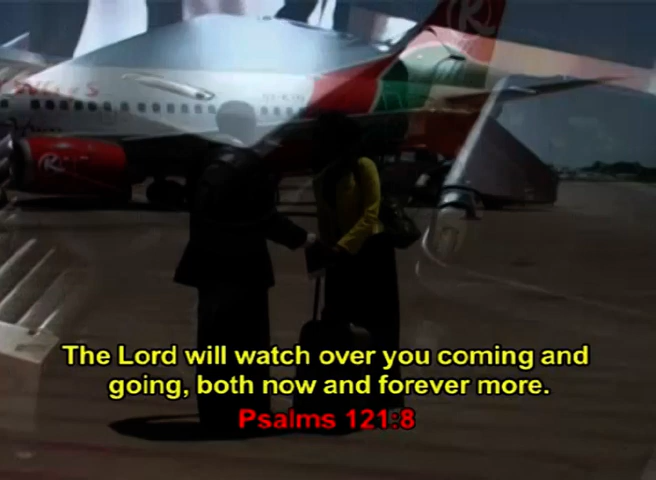 The Lord will watch over you coming and
going, both now and forever more.
Psalms 121:8